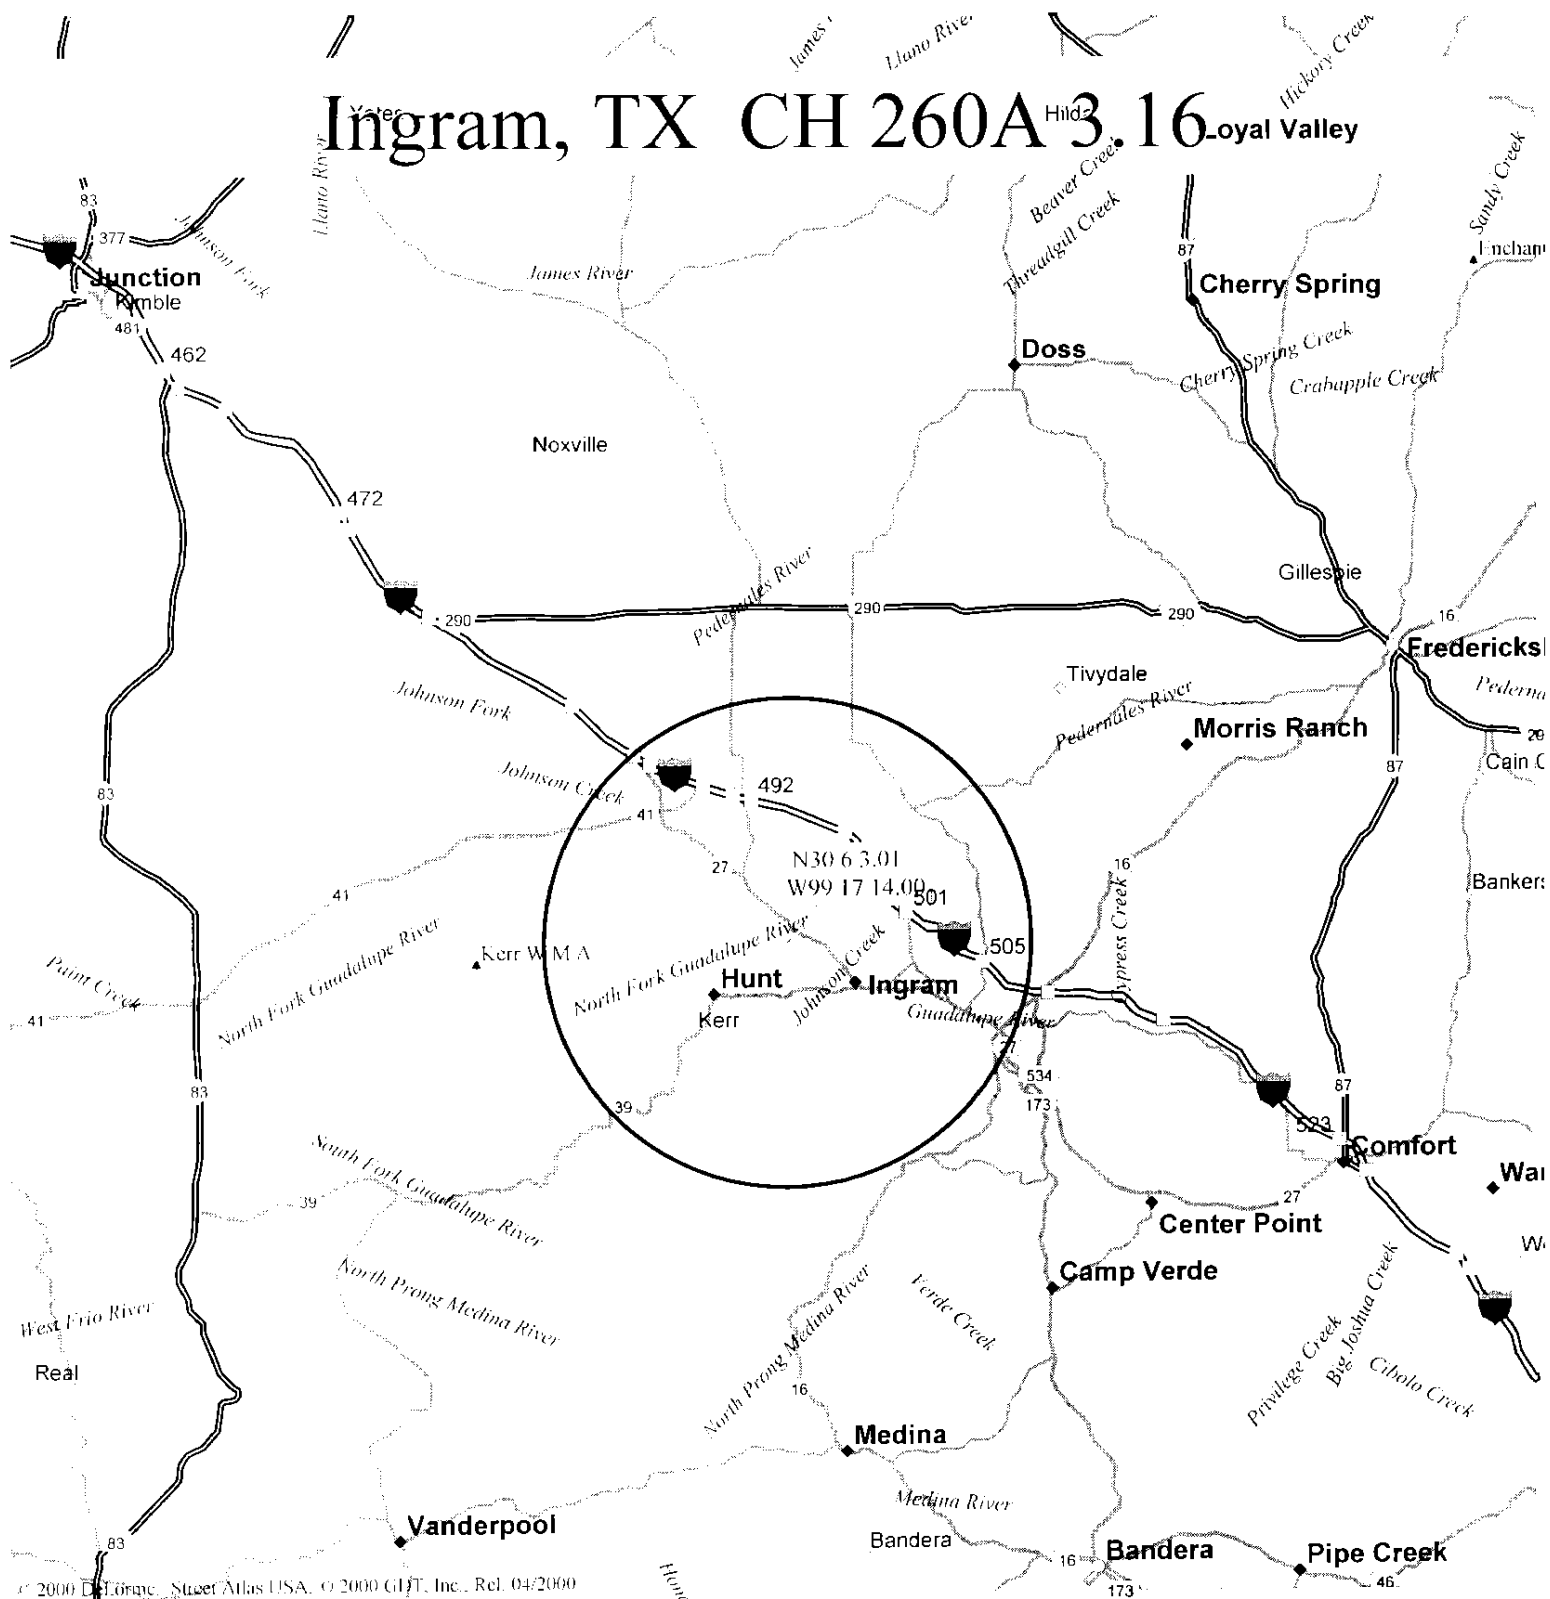 James
Llano River
Hickory Creek
Ingram, TX CH 260A 3.16
Loyal Valley
Llano River
Beaver Creek
Sandy Creek
83
Threadgill Creek
377
Johnson Fork
87
Enchan
James River
Junction
Kimble
Cherry Spring
481
462
Doss
Cherry Spring Creek
Crabapple Creek
Noxville
472
Gillespie
Pedernales River
290
290
290
16
Fredericksl
Tivydale
Johnson Fork
Pedernales River
Pederna
Morris Ranch
Cain C
87
Johnson Creek
492
83
41
N30 6 3.01
16
27
W99 17 14.00
41
501
Cypress Creek
Bankers
North Fork Guadalupe River
Kerr W M A
North Fork Guadalupe River
Johnson Creek
505
Paint Creek
Hunt
Ingram
41
Kerr
Guadalupe River
27
534
83
87
39
173
523
South Fork Guadalupe River
Comfort
War
39
27
Center Point
North Prong Medina River
Camp Verde
West Frio River
North Prong Medina River
Verde Creek
Privilege Creek
Big Joshua Creek
Cibolo Creek
Real
16
Medina
Medina River
Vanderpool
Bandera
83
16
Bandera
Pipe Creek
173
46
© 2000 DeLorme. Street Atlas USA. © 2000 GDT, Inc., Rel. 04/2000